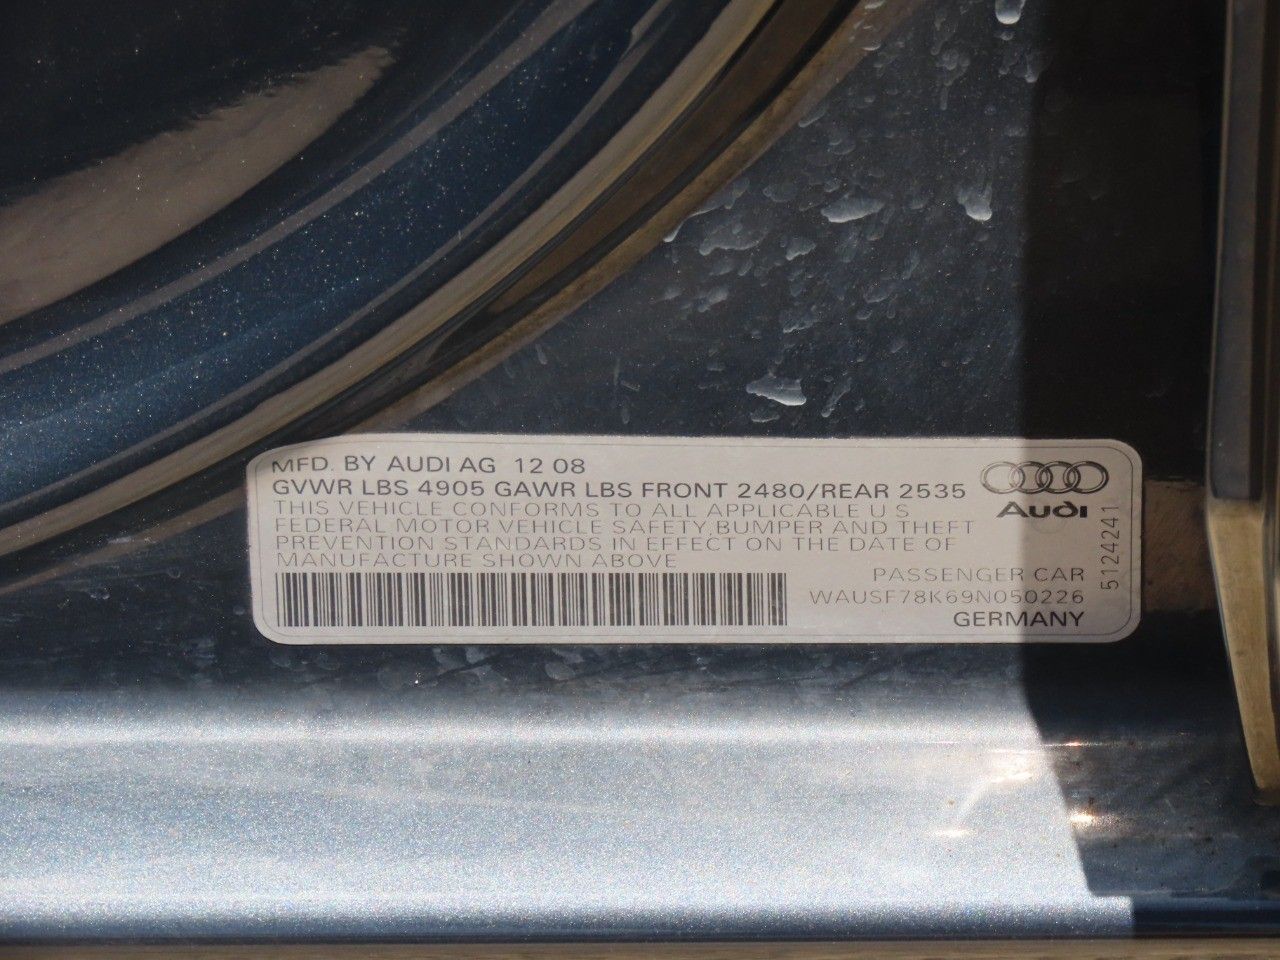 MFD. BY AUDI AG 12 08
GVWR LBS 4905 GAWR LBS FRONT 2480/REAR 2535
THIS VEHICLE CONFORMS TO ALL APPLICABLE U S
FEDERAL MOTOR VEHICLE SAFETY, BUMPER AND THEFT
PREVENTION STANDARDS IN EFFECT ON THE DATE OF
MANUFACTURE SHOWN ABOVE
PASSENGER CAR
WAUSF78K69N050226
GERMANY
Audi
5124241